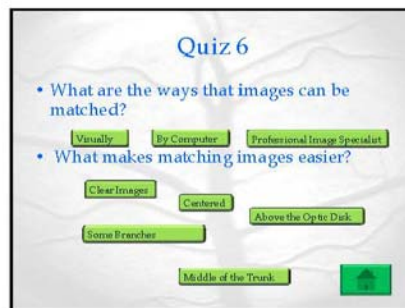 Quiz 6
• What are the ways that images can be
matched?
Visually By Computer Professional Image Specialist
• What makes matching images easier?
Clear Images
Centered
Above the Optic Disk
Some Branches
Middle of the Trunk